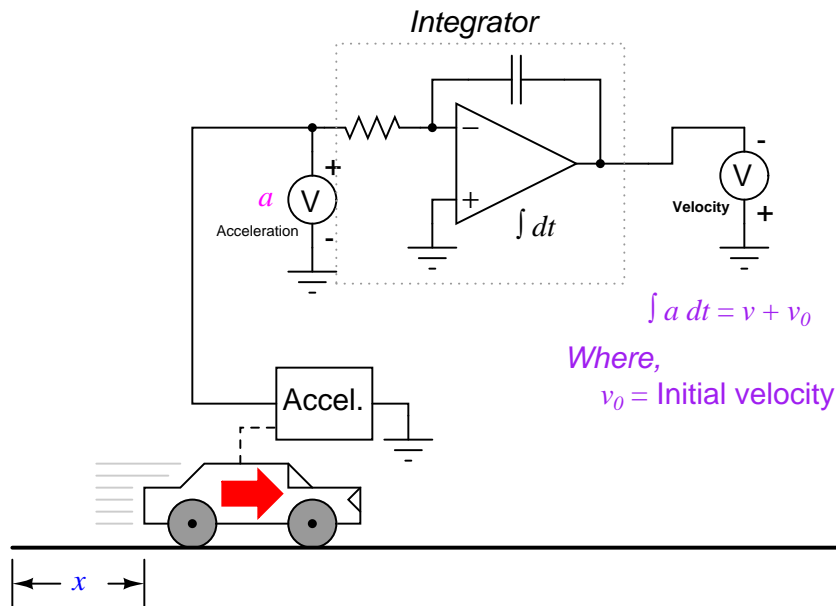 Integrator
−
+
∫ dt
+
V
-
a
Acceleration
-
V
+
Velocity
∫ a dt = v + v₀
Where,
v₀ = Initial velocity
Accel.
x